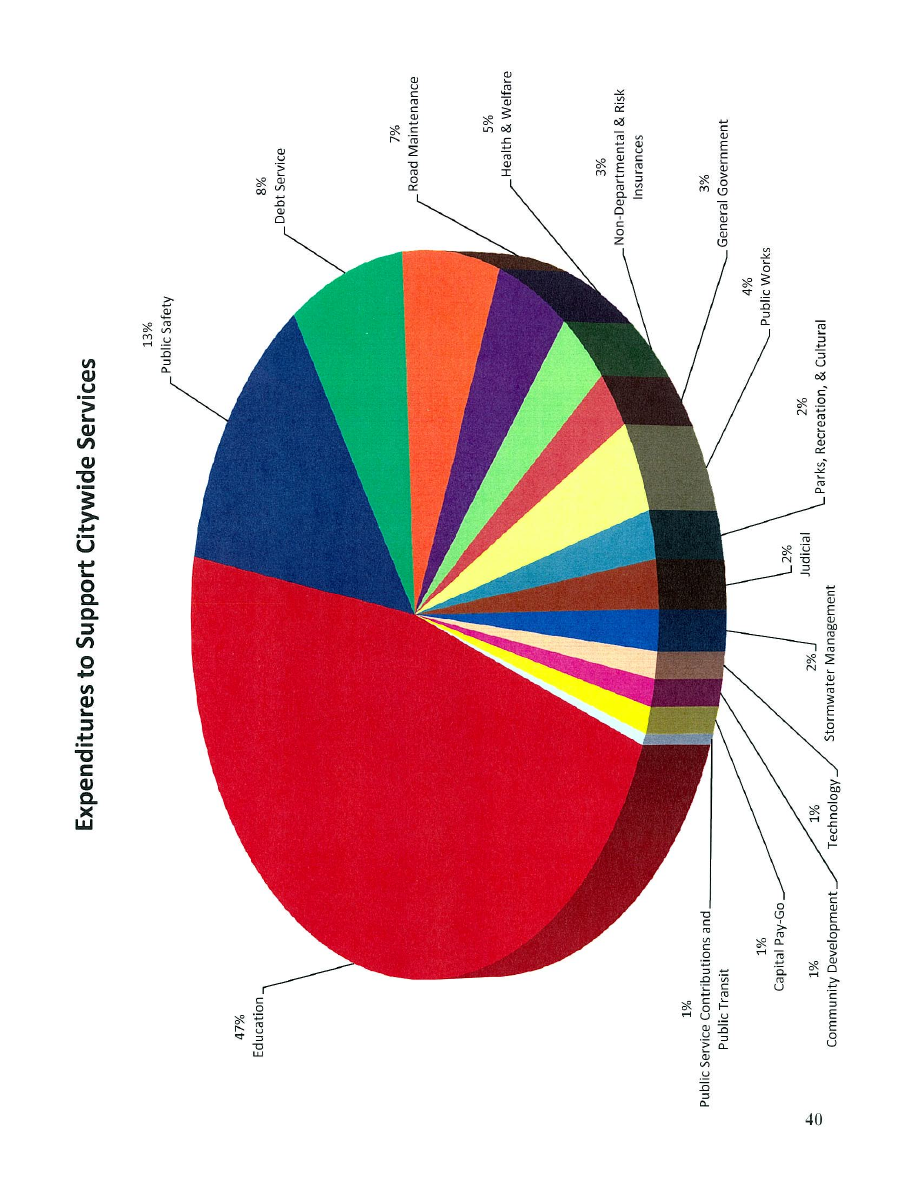 Expenditures to Support Citywide Services
13%
Public Safety
8%
Debt Service
7%
Road Maintenance
5%
Health & Welfare
3%
Non-Departmental & Risk
Insurances
3%
General Government
4%
Public Works
2%
Parks, Recreation, & Cultural
2%
Judicial
2%
Stormwater Management
1%
Technology
1%
Community Development
1%
Capital Pay-Go
1%
Public Service Contributions and
Public Transit
47%
Education
40